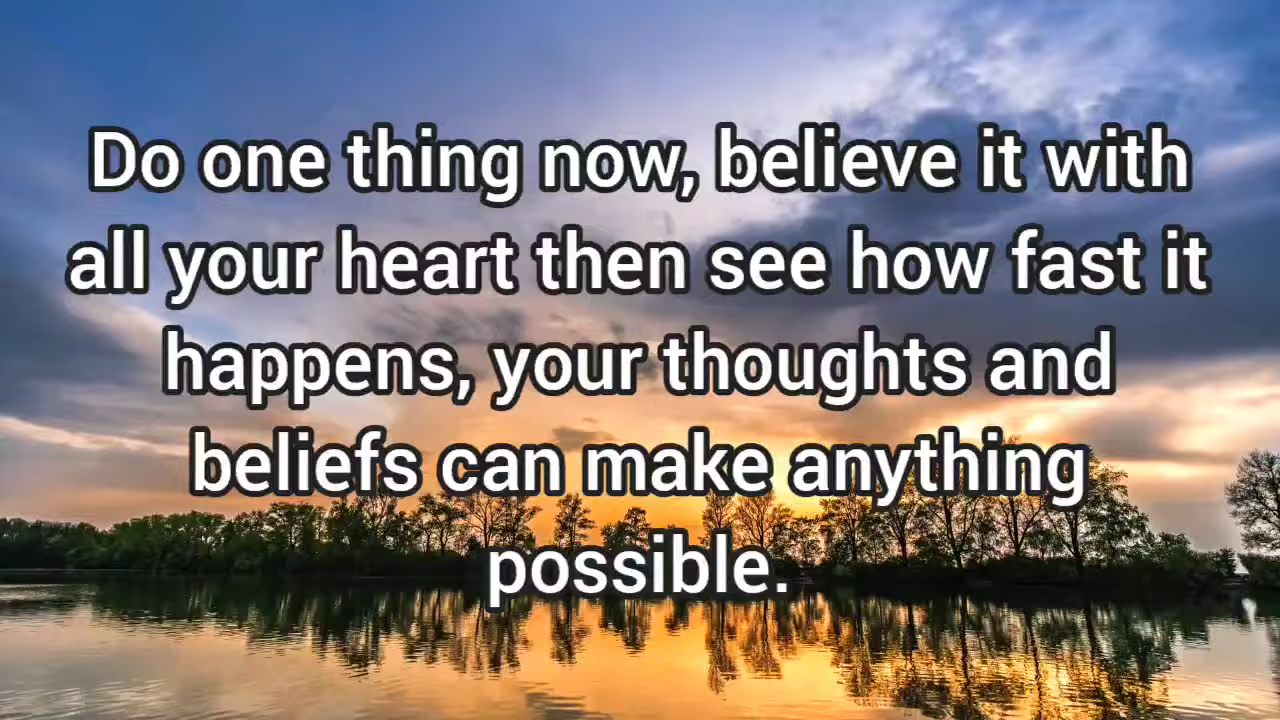 Do one thing now, believe it with
all your heart then see how fast it
happens, your thoughts and
beliefs can make anything
possible.